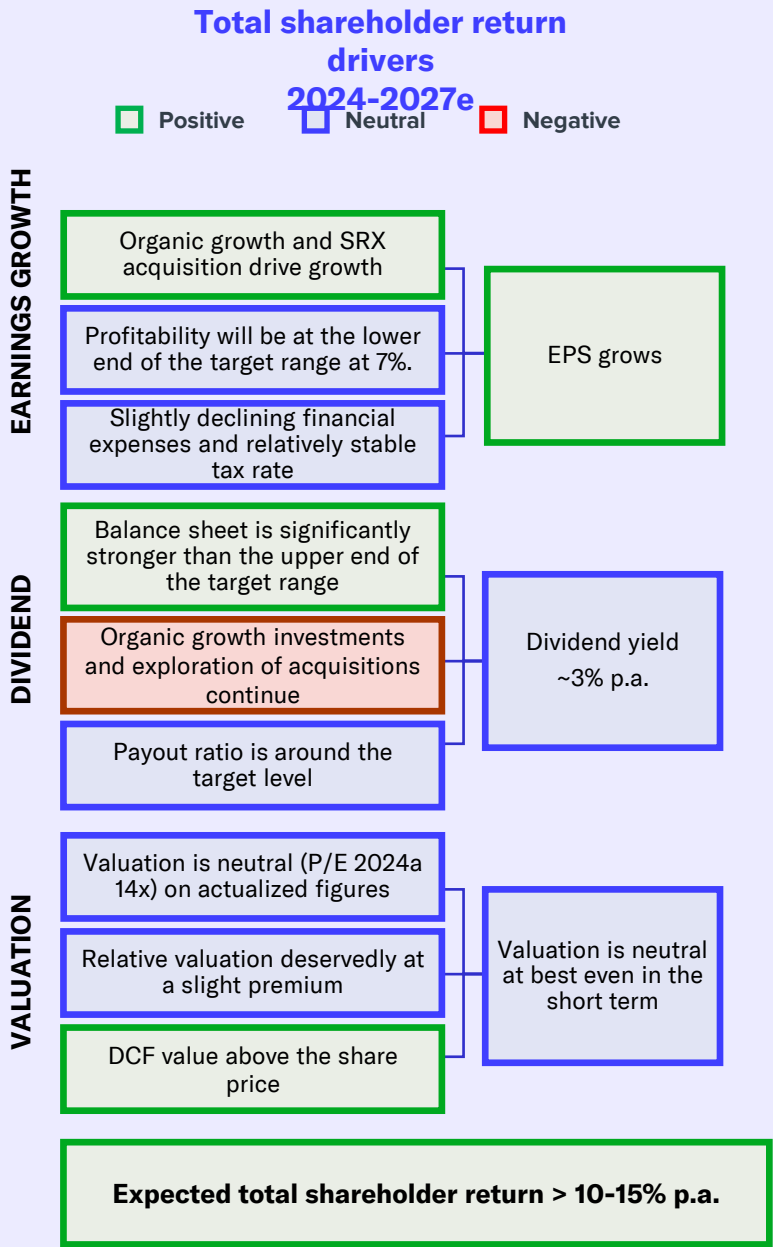 Total shareholder return
drivers
2024-2027e
Positive
Neutral
Negative
EARNINGS GROWTH
Organic growth and SRX
acquisition drive growth
Profitability will be at the lower
end of the target range at 7%.
Slightly declining financial
expenses and relatively stable
tax rate
EPS grows
DIVIDEND
Balance sheet is significantly
stronger than the upper end of
the target range
Organic growth investments
and exploration of acquisitions
continue
Payout ratio is around the
target level
Dividend yield
~3% p.a.
VALUATION
Valuation is neutral (P/E 2024a
14x) on actualized figures
Relative valuation deservedly at
a slight premium
DCF value above the share
price
Valuation is neutral
at best even in the
short term
Expected total shareholder return > 10-15% p.a.